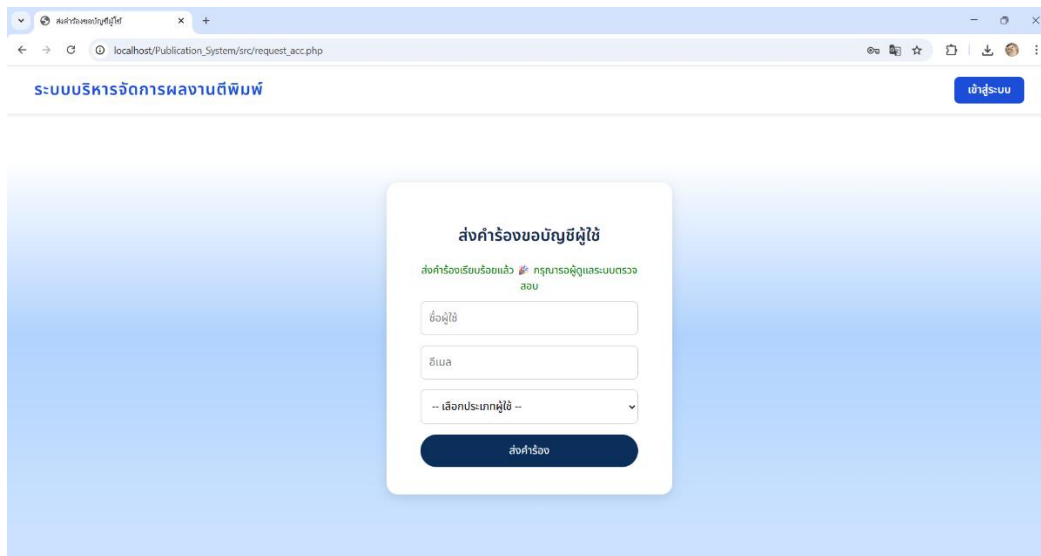 ส่งคำร้องขอบัญชีผู้ใช้
localhost/Publication_System/src/request_acc.php
ระบบบริหารจัดการผลงานตีพิมพ์
เข้าสู่ระบบ
ส่งคำร้องขอบัญชีผู้ใช้
ส่งคำร้องเรียบร้อยแล้ว 🎉 กรุณารอผู้ดูแลระบบตรวจ
สอบ
ชื่อผู้ใช้
อีเมล
-- เลือกประเภทผู้ใช้ --
ส่งคำร้อง